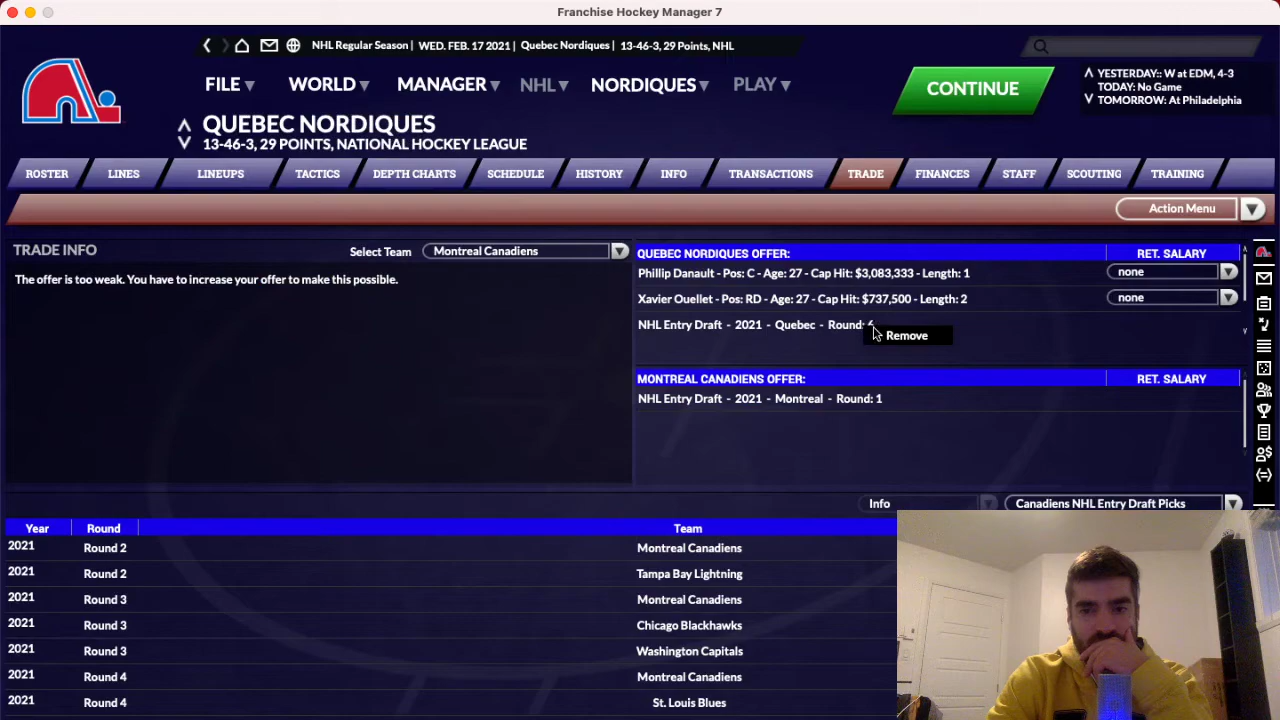 Franchise Hockey Manager 7
NHL Regular Season | WED. FEB. 17 2021 | Quebec Nordiques | 13-46-3, 29 Points, NHL
FILE WORLD MANAGER NHL NORDIQUES PLAY
CONTINUE
YESTERDAY:: W at EDM, 4-3
TODAY: No Game
TOMORROW: At Philadelphia
QUEBEC NORDIQUES
13-46-3, 29 POINTS, NATIONAL HOCKEY LEAGUE
ROSTER LINES LINEUPS TACTICS DEPTH CHARTS SCHEDULE HISTORY INFO TRANSACTIONS TRADE FINANCES STAFF SCOUTING TRAINING
Action Menu
TRADE INFO
Select Team Montreal Canadiens
The offer is too weak. You have to increase your offer to make this possible.
QUEBEC NORDIQUES OFFER: RET. SALARY
Phillip Danault - Pos: C - Age: 27 - Cap Hit: $3,083,333 - Length: 1 none
Xavier Ouellet - Pos: RD - Age: 27 - Cap Hit: $737,500 - Length: 2 none
NHL Entry Draft - 2021 - Quebec - Round:
Remove
MONTREAL CANADIENS OFFER: RET. SALARY
NHL Entry Draft - 2021 - Montreal - Round: 1
Info Canadiens NHL Entry Draft Picks
Year Round Team
2021 Round 2 Montreal Canadiens
2021 Round 2 Tampa Bay Lightning
2021 Round 3 Montreal Canadiens
2021 Round 3 Chicago Blackhawks
2021 Round 3 Washington Capitals
2021 Round 4 Montreal Canadiens
2021 Round 4 St. Louis Blues